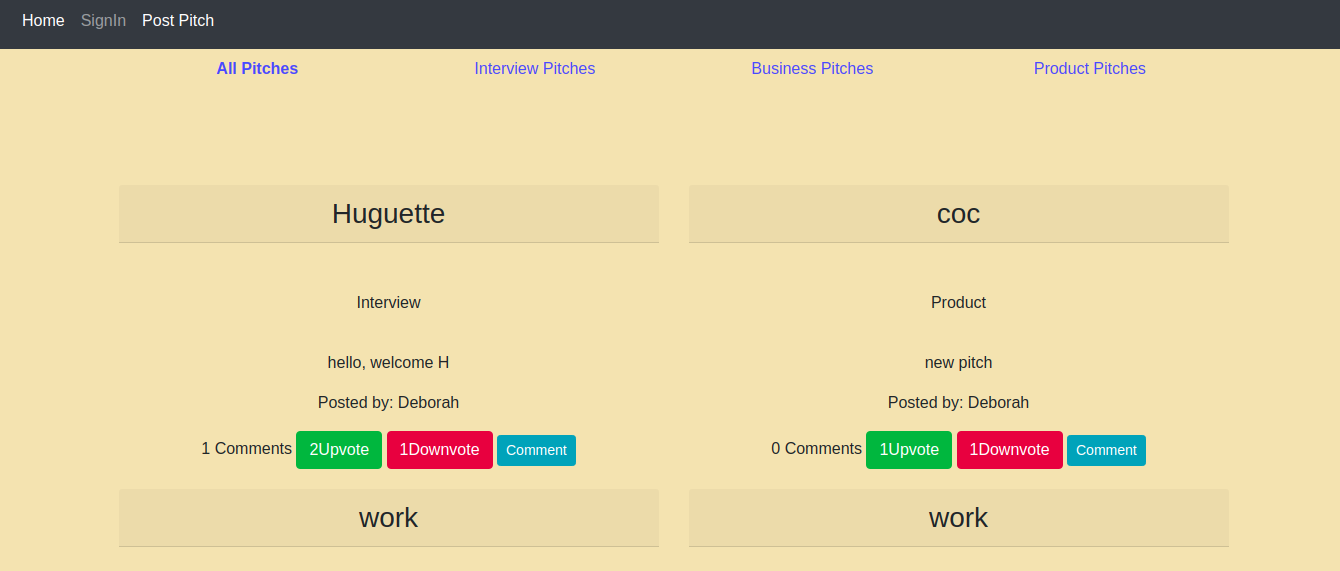 Home SignIn Post Pitch
All Pitches Interview Pitches Business Pitches Product Pitches
Huguette
Interview
hello, welcome H
Posted by: Deborah
1 Comments 2Upvote 1Downvote Comment
coc
Product
new pitch
Posted by: Deborah
0 Comments 1Upvote 1Downvote Comment
work
work